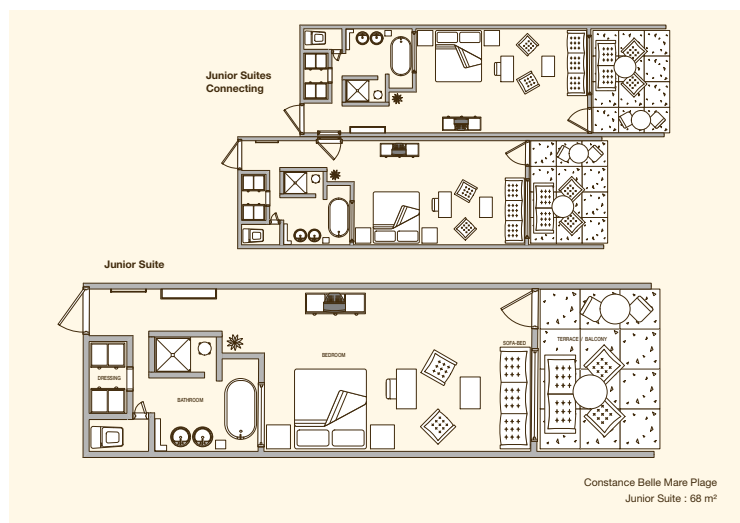 Junior Suites
Connecting
Junior Suite
SOFA-BED
TERRACE / BALCONY
BEDROOM
DRESSING
BATHROOM
Constance Belle Mare Plage
Junior Suite : 68 m²